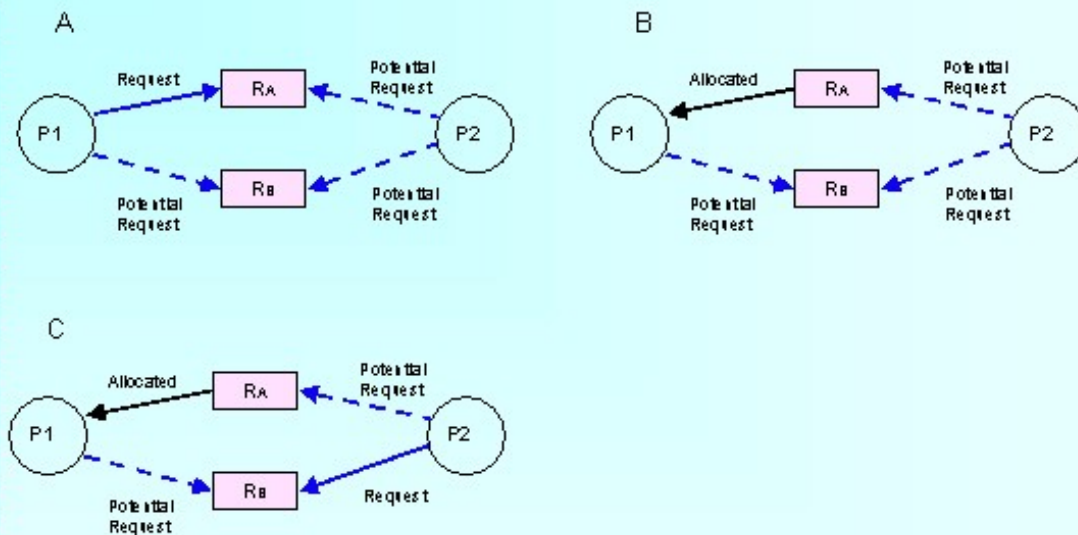 A
Request
RA
Potential
Request
P1
P2
RB
Potential
Request
Potential
Request
B
Allocated
RA
Potential
Request
P1
P2
RB
Potential
Request
Potential
Request
C
Allocated
RA
Potential
Request
P1
P2
RB
Potential
Request
Request